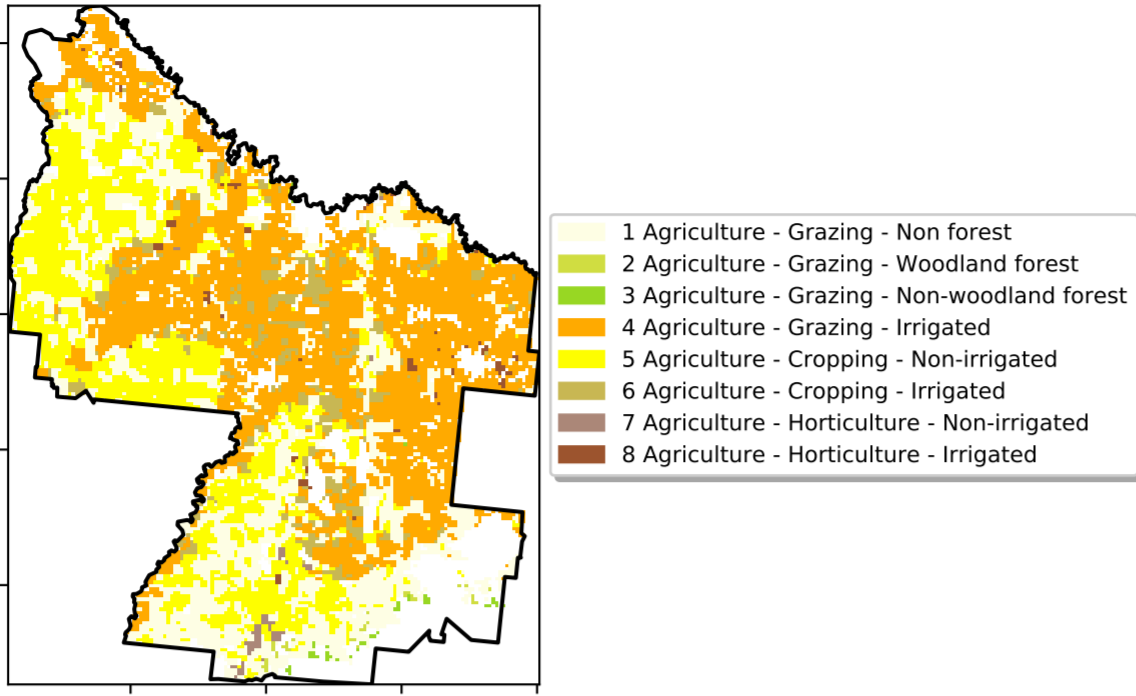 1 Agriculture - Grazing - Non forest
2 Agriculture - Grazing - Woodland forest
3 Agriculture - Grazing - Non-woodland forest
4 Agriculture - Grazing - Irrigated
5 Agriculture - Cropping - Non-irrigated
6 Agriculture - Cropping - Irrigated
7 Agriculture - Horticulture - Non-irrigated
8 Agriculture - Horticulture - Irrigated